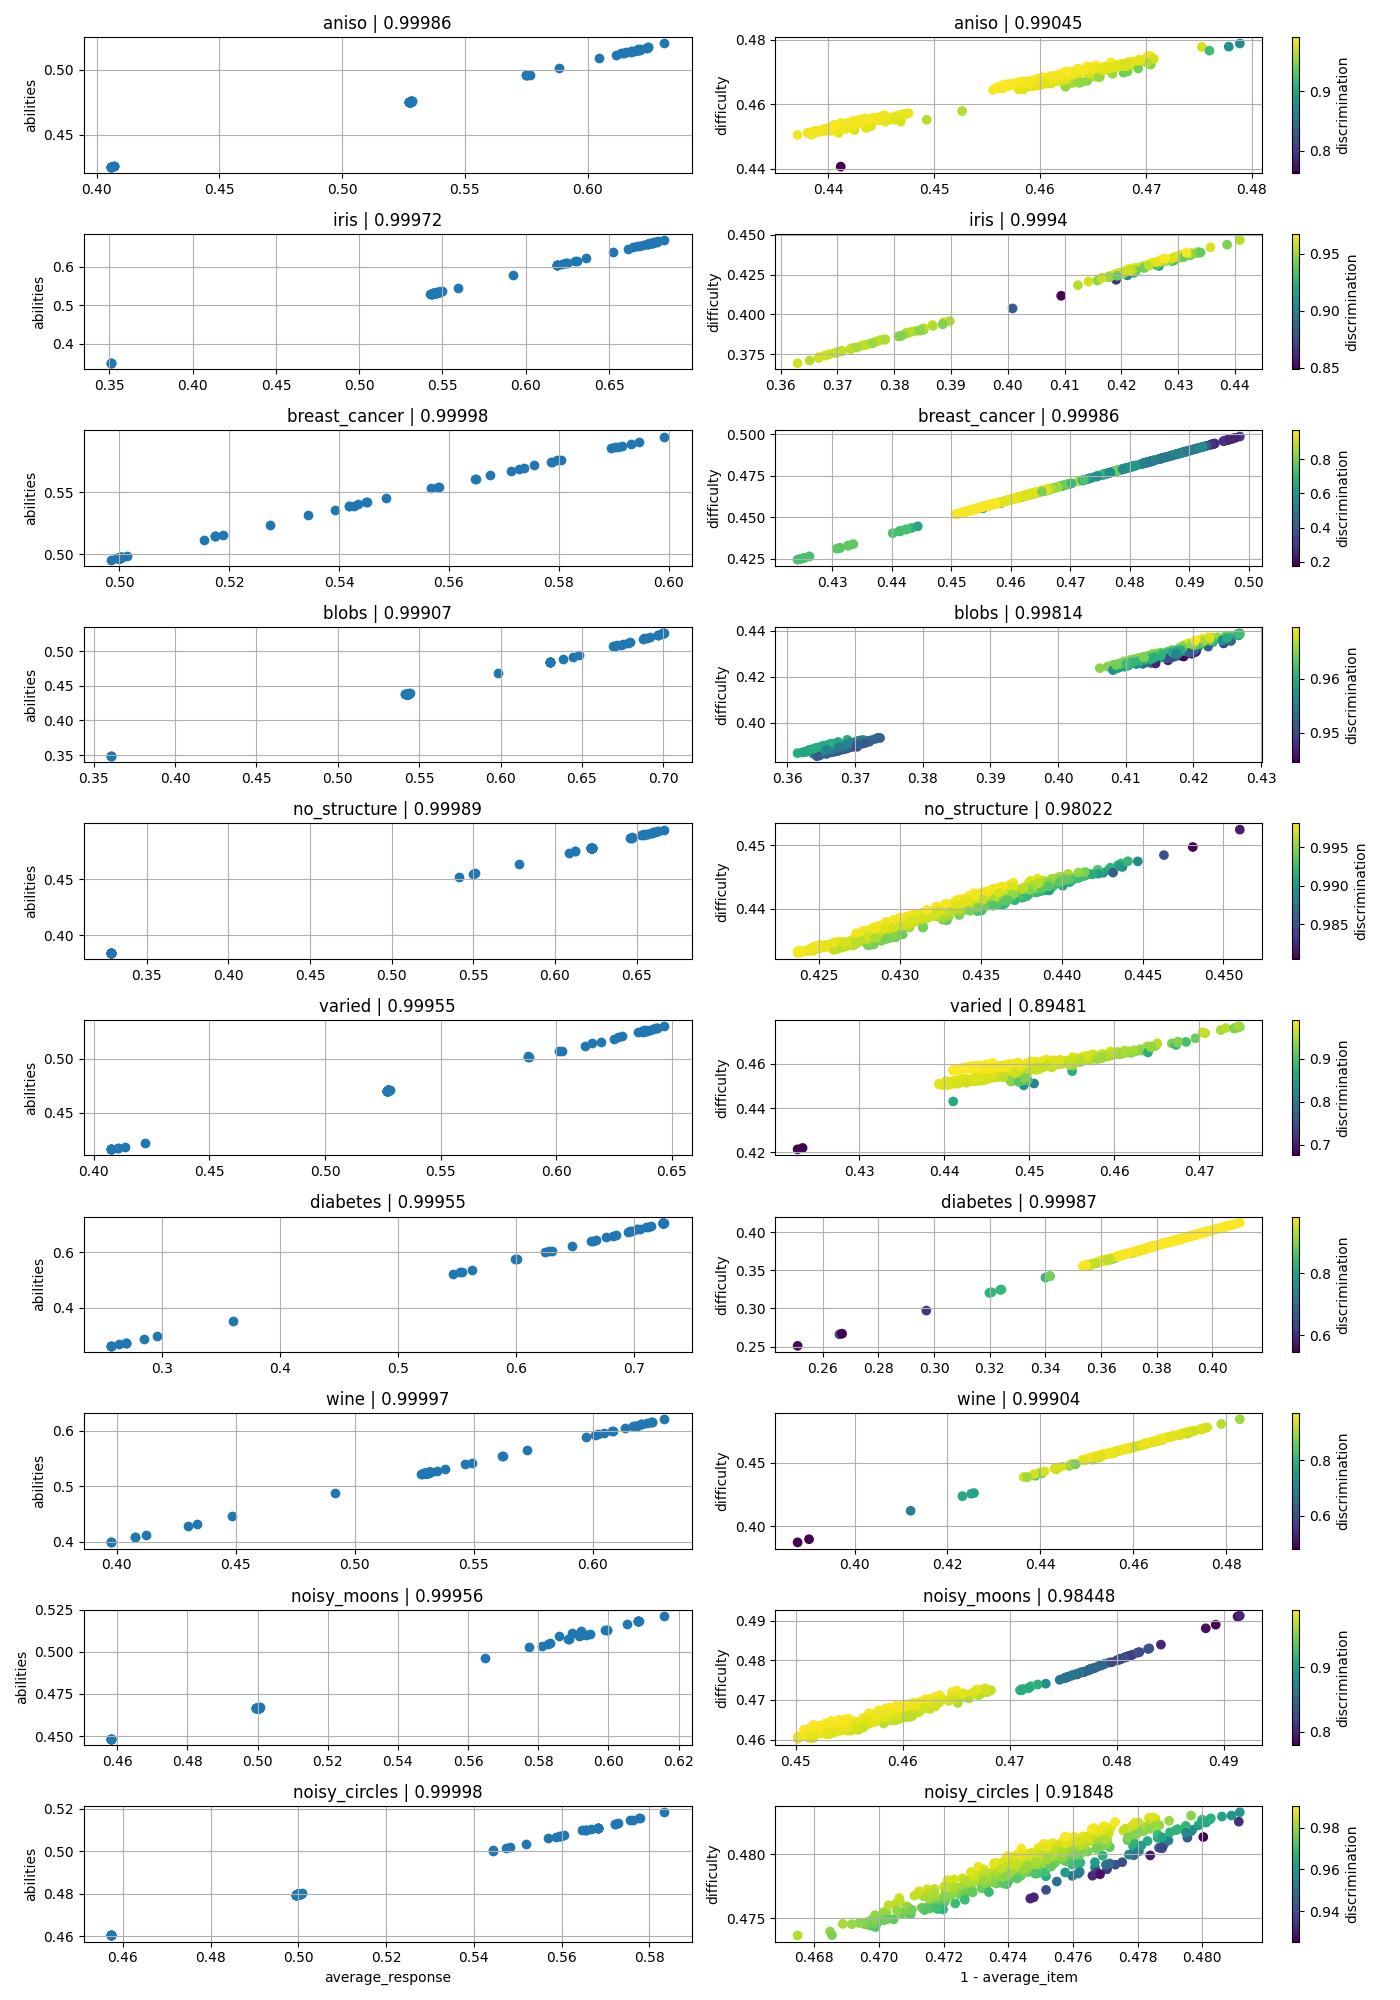 aniso | 0.99986
abilities
0.50
0.45
0.40 0.45 0.50 0.55 0.60
aniso | 0.99045
difficulty
0.48
0.46
0.44
0.44 0.45 0.46 0.47 0.48
0.9
0.8
discrimination
iris | 0.99972
abilities
0.6
0.5
0.4
0.35 0.40 0.45 0.50 0.55 0.60 0.65
iris | 0.9994
difficulty
0.450
0.425
0.400
0.375
0.36 0.37 0.38 0.39 0.40 0.41 0.42 0.43 0.44
0.95
0.90
0.85
discrimination
breast_cancer | 0.99998
abilities
0.55
0.50
0.50 0.52 0.54 0.56 0.58 0.60
breast_cancer | 0.99986
difficulty
0.500
0.475
0.450
0.425
0.43 0.44 0.45 0.46 0.47 0.48 0.49 0.50
0.8
0.6
0.4
0.2
discrimination
blobs | 0.99907
abilities
0.50
0.45
0.40
0.35
0.35 0.40 0.45 0.50 0.55 0.60 0.65 0.70
blobs | 0.99814
difficulty
0.44
0.42
0.40
0.36 0.37 0.38 0.39 0.40 0.41 0.42 0.43
0.96
0.95
discrimination
no_structure | 0.99989
abilities
0.45
0.40
0.35 0.40 0.45 0.50 0.55 0.60 0.65
no_structure | 0.98022
difficulty
0.45
0.44
0.425 0.430 0.435 0.440 0.445 0.450
0.995
0.990
0.985
discrimination
varied | 0.99955
abilities
0.50
0.45
0.40 0.45 0.50 0.55 0.60 0.65
varied | 0.89481
difficulty
0.46
0.44
0.42
0.43 0.44 0.45 0.46 0.47
0.9
0.8
0.7
discrimination
diabetes | 0.99955
abilities
0.6
0.4
0.3 0.4 0.5 0.6 0.7
diabetes | 0.99987
difficulty
0.40
0.35
0.30
0.25
0.26 0.28 0.30 0.32 0.34 0.36 0.38 0.40
0.8
0.6
discrimination
wine | 0.99997
abilities
0.6
0.5
0.4
0.40 0.45 0.50 0.55 0.60
wine | 0.99904
difficulty
0.45
0.40
0.40 0.42 0.44 0.46 0.48
0.8
0.6
discrimination
noisy_moons | 0.99956
abilities
0.525
0.500
0.475
0.450
0.46 0.48 0.50 0.52 0.54 0.56 0.58 0.60 0.62
noisy_moons | 0.98448
difficulty
0.49
0.48
0.47
0.46
0.45 0.46 0.47 0.48 0.49
0.9
0.8
discrimination
noisy_circles | 0.99998
abilities
0.52
0.50
0.48
0.46
0.46 0.48 0.50 0.52 0.54 0.56 0.58
average_response
noisy_circles | 0.91848
difficulty
0.480
0.475
0.468 0.470 0.472 0.474 0.476 0.478 0.480
1 - average_item
0.98
0.96
0.94
discrimination